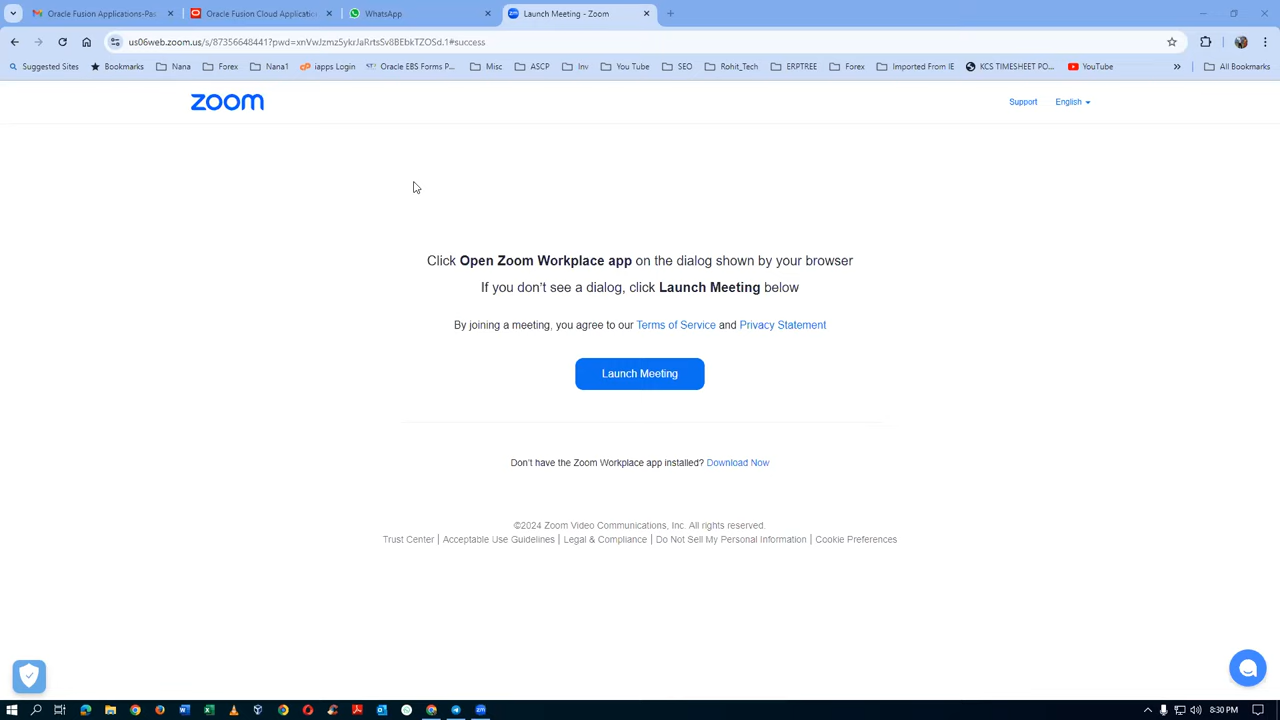 Oracle Fusion Applications-Pas
Oracle Fusion Cloud Applicatio
WhatsApp
Launch Meeting - Zoom
us06web.zoom.us/s/87356648441?pwd=xnVwJzmz5ykrJaRrtsSv8BEbkTZOSd.1#success
Suggested Sites
Bookmarks
Nana
Forex
Nana1
iapps Login
Oracle EBS Forms P...
Misc
ASCP
Inv
You Tube
SEO
Rohit_Tech
ERPTREE
Forex
Imported From IE
KCS TIMESHEET PO...
YouTube
All Bookmarks
zoom
Support
English
Click Open Zoom Workplace app on the dialog shown by your browser
If you don't see a dialog, click Launch Meeting below
By joining a meeting, you agree to our Terms of Service and Privacy Statement
Launch Meeting
Don't have the Zoom Workplace app installed? Download Now
©2024 Zoom Video Communications, Inc. All rights reserved.
Trust Center | Acceptable Use Guidelines | Legal & Compliance | Do Not Sell My Personal Information | Cookie Preferences
8:30 PM